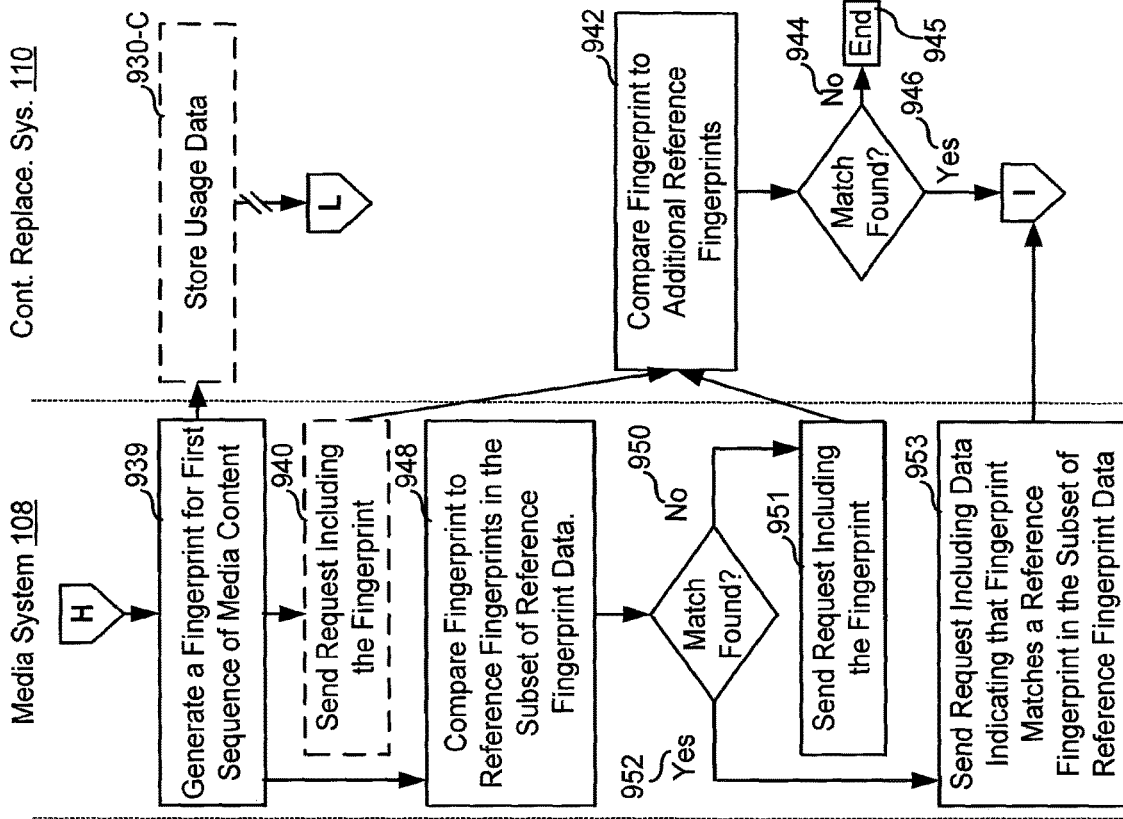 Media System 108
H
939
Generate a Fingerprint for First
Sequence of Media Content
940
Send Request Including
the Fingerprint
948
Compare Fingerprint to
Reference Fingerprints in the
Subset of Reference
Fingerprint Data.
Match
Found?
No
950
951
Send Request Including
the Fingerprint
952
Yes
953
Send Request Including Data
Indicating that Fingerprint
Matches a Reference
Fingerprint in the Subset of
Reference Fingerprint Data
Cont. Replace. Sys. 110
930-C
Store Usage Data
L
942
Compare Fingerprint to
Additional Reference
Fingerprints
Match
Found?
944
No
End
945
946
Yes
I